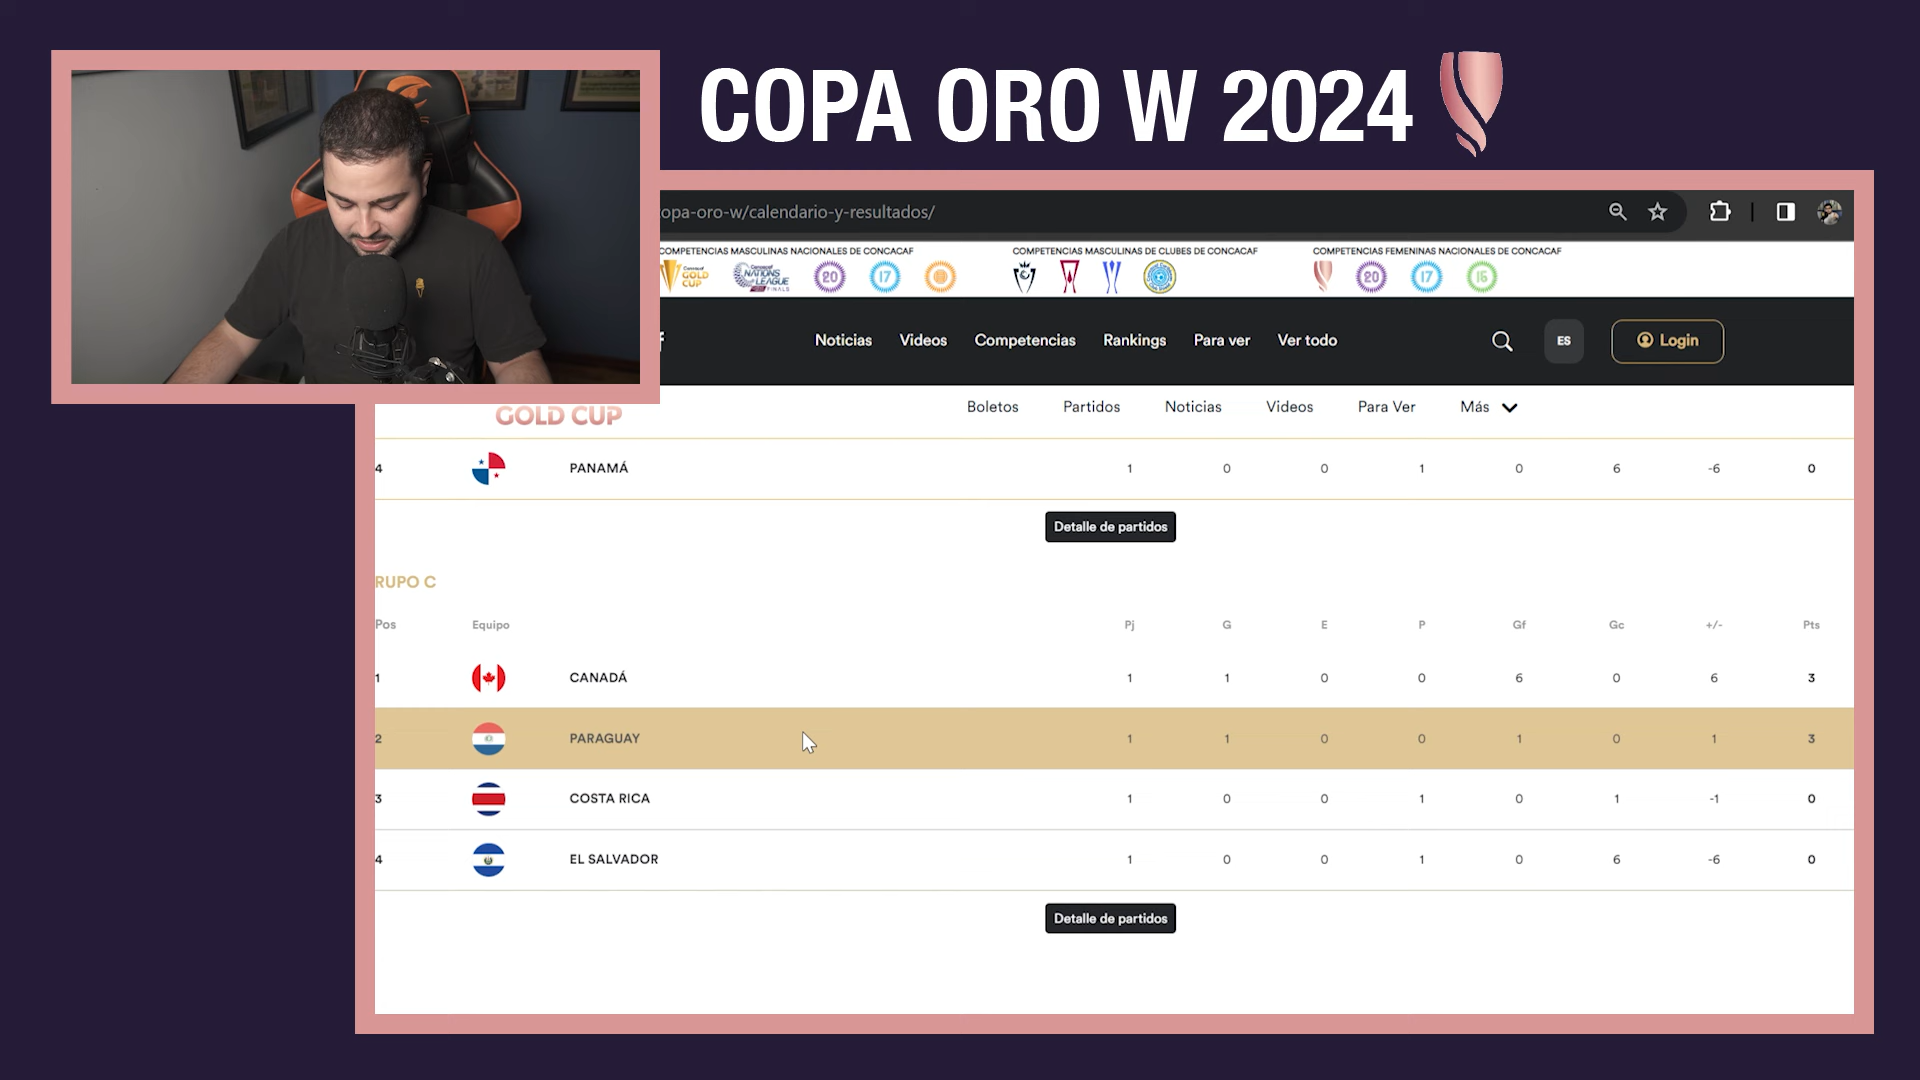 COPA ORO W 2024
opa-oro-w/calendario-y-resultados/
COMPETENCIAS MASCULINAS NACIONALES DE CONCACAF
COMPETENCIAS MASCULINAS DE CLUBES DE CONCACAF
COMPETENCIAS FEMENINAS NACIONALES DE CONCACAF
GOLD CUP
NATIONS LEAGUE FINALS
20
17
20
17
15
Noticias
Videos
Competencias
Rankings
Para ver
Ver todo
ES
Login
GOLD CUP
Boletos
Partidos
Noticias
Videos
Para Ver
Más
4 PANAMÁ 1 0 0 1 0 6 -6 0
Detalle de partidos
RUPO C
Pos Equipo Pj G E P Gf Gc +/- Pts
1 CANADÁ 1 1 0 0 6 0 6 3
2 PARAGUAY 1 1 0 0 1 0 1 3
3 COSTA RICA 1 0 0 1 0 1 -1 0
4 EL SALVADOR 1 0 0 1 0 6 -6 0
Detalle de partidos